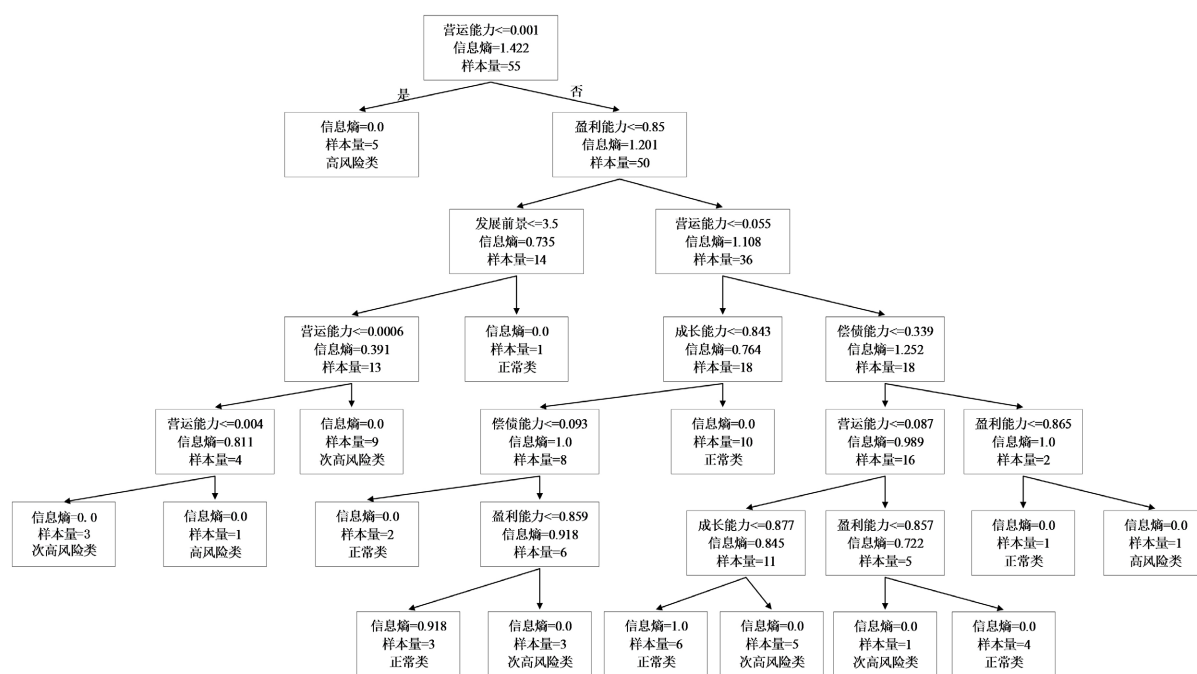 营运能力<=0.001
信息熵=1.422
样本量=55
是
否
信息熵=0.0
样本量=5
高风险类
盈利能力<=0.85
信息熵=1.201
样本量=50
发展前景<=3.5
信息熵=0.735
样本量=14
营运能力<=0.055
信息熵=1.108
样本量=36
营运能力<=0.0006
信息熵=0.391
样本量=13
信息熵=0.0
样本量=1
正常类
成长能力<=0.843
信息熵=0.764
样本量=18
偿债能力<=0.339
信息熵=1.252
样本量=18
营运能力<=0.004
信息熵=0.811
样本量=4
信息熵=0.0
样本量=9
次高风险类
偿债能力<=0.093
信息熵=1.0
样本量=8
信息熵=0.0
样本量=10
正常类
营运能力<=0.087
信息熵=0.989
样本量=16
盈利能力<=0.865
信息熵=1.0
样本量=2
信息熵=0. 0
样本量=3
次高风险类
信息熵=0.0
样本量=1
高风险类
信息熵=0.0
样本量=2
正常类
盈利能力<=0.859
信息熵=0.918
样本量=6
成长能力<=0.877
信息熵=0.845
样本量=11
盈利能力<=0.857
信息熵=0.722
样本量=5
信息熵=0.0
样本量=1
正常类
信息熵=0.0
样本量=1
高风险类
信息熵=0.918
样本量=3
正常类
信息熵=0.0
样本量=3
次高风险类
信息熵=1.0
样本量=6
正常类
信息熵=0.0
样本量=5
次高风险类
信息熵=0.0
样本量=1
次高风险类
信息熵=0.0
样本量=4
正常类